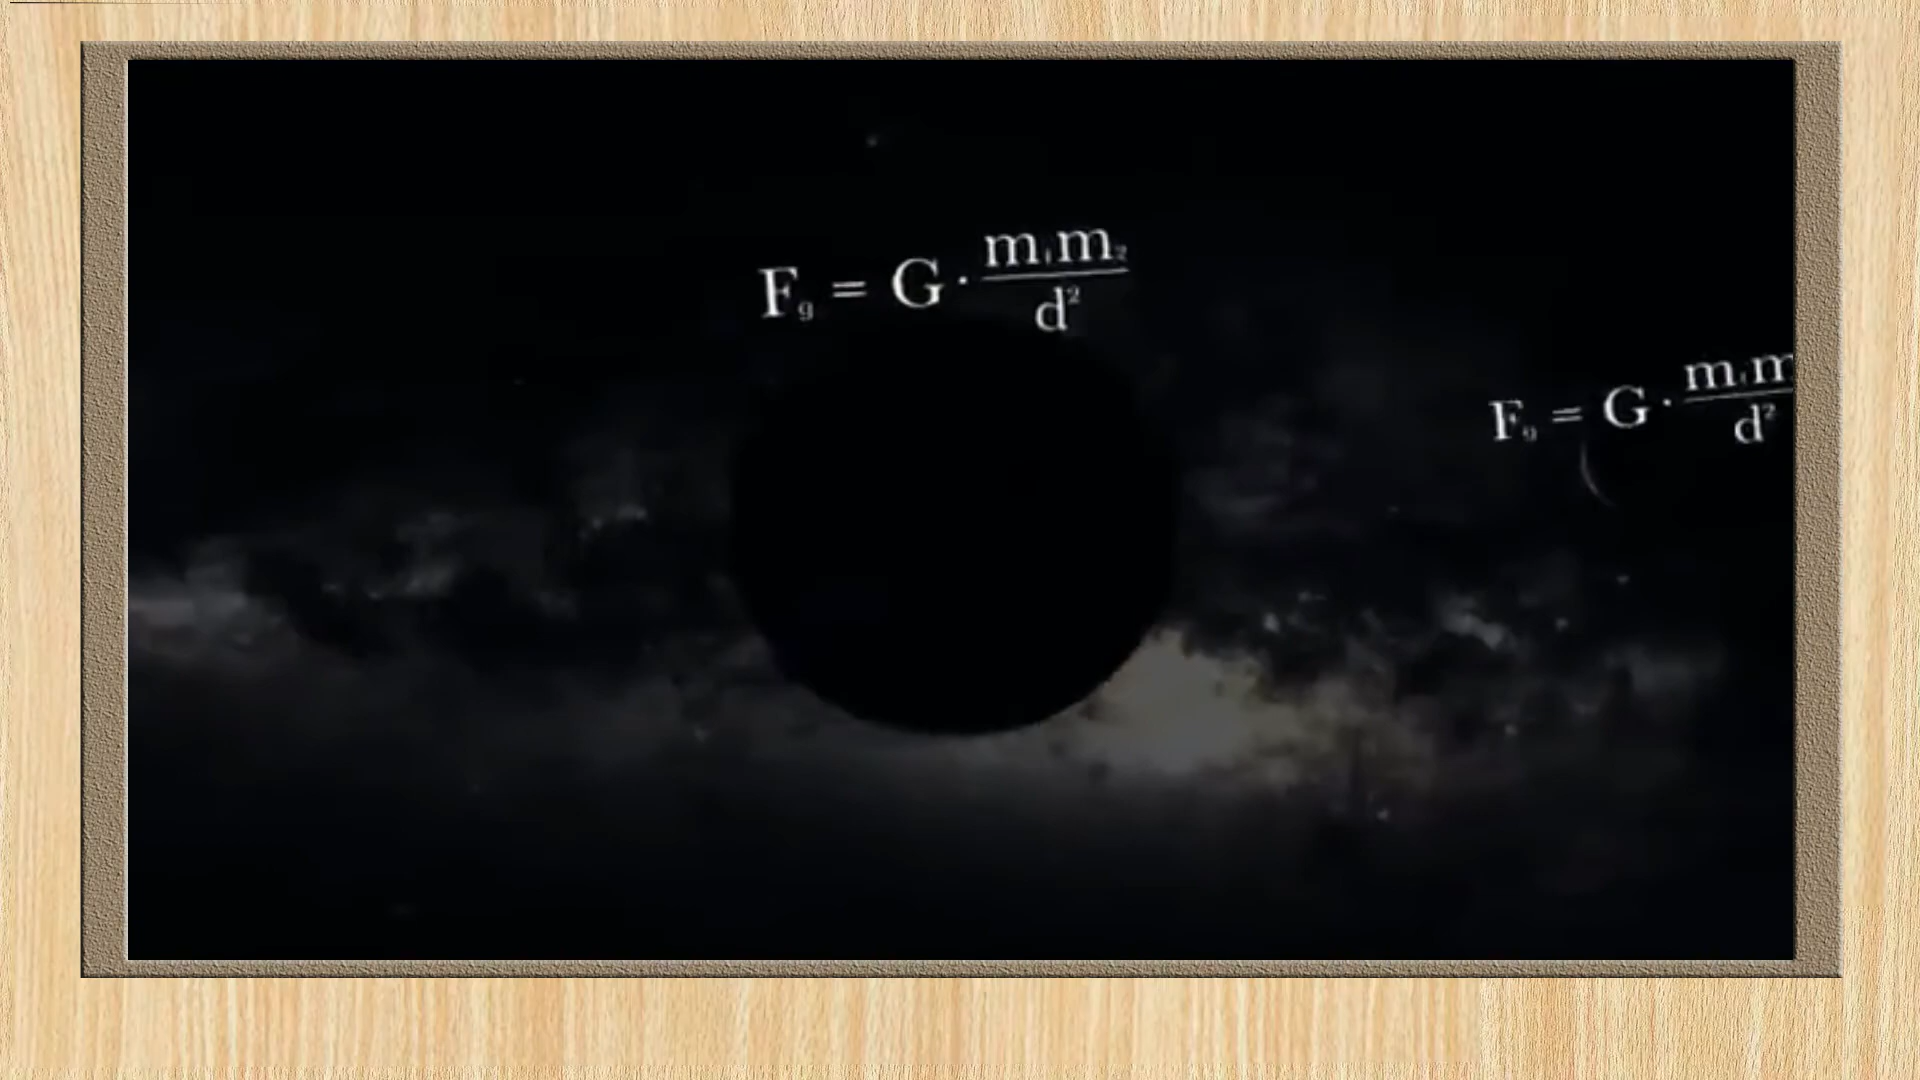 F_g = G · m₁m₂/d²
F_g = G · m₁m/d²